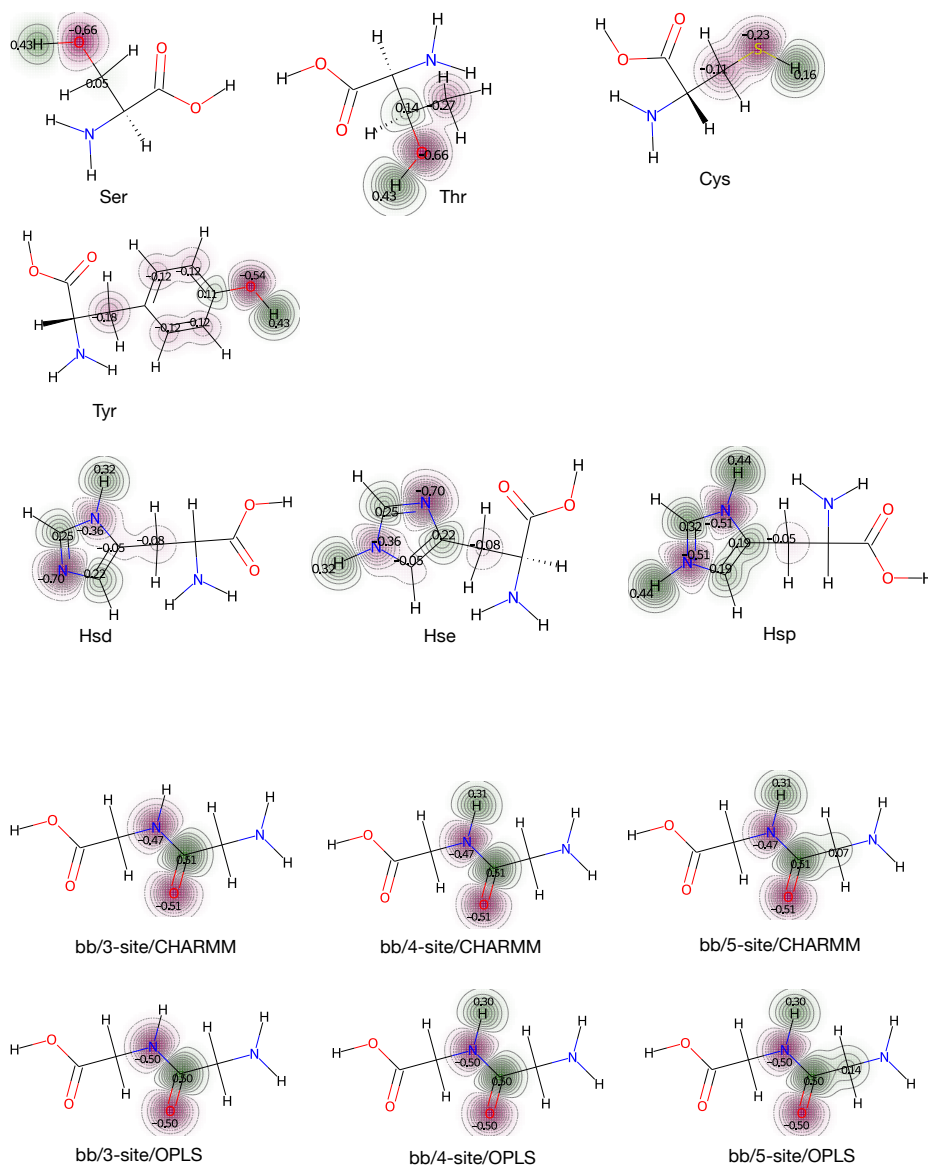 H
-0.66
0.43 H O
H
O
H
-0.05
H
O
H
N
H
H
Ser
H
H
N
H
H O
H
H
O
0.14
-0.27
H
H
O
-0.66
H
0.43
Thr
O
H O
H
-0.23
S
-0.11
H
0.16
H
H
N
H
H
Cys
H
O
O
H
H
H
-0.12
-0.12
-0.54
O
0.11
H
0.43
H
-0.18
H
-0.12
0.12
N
H
H
H
H
H
Tyr
0.32
H
H
N
-0.36
H
O
H
0.25
-0.05
-0.08
H
O
-0.70
N
0.22
N
H
H
H
Hsd
H
-0.70
N
0.25
O
O
H
N
-0.36
0.22
H
-0.08
H
0.32
-0.05
H
H
H
N
H
H
Hse
0.44
H
H
H
N
H
N
-0.51
0.32
0.19
-0.05
O
-0.51
N
0.19
H
H
O
H
H
0.44
H
Hsp
H
H
H
N
H
H O
-0.47
H
0.51
H
O
H
O
-0.51
bb/3-site/CHARMM
0.31
H
H
H
H
H O
N
-0.47
N
H
0.51
O
H
H
O
-0.51
bb/4-site/CHARMM
0.31
H
H
H
H
H O
N
-0.47
N
H
0.51
0.07
O
H
H
O
-0.51
bb/5-site/CHARMM
H
H
H
H
H O
N
-0.50
N
H
0.50
O
H
H
O
-0.50
bb/3-site/OPLS
0.30
H
H
H
H
H O
N
-0.50
N
H
0.50
O
H
H
O
-0.50
bb/4-site/OPLS
0.30
H
H
H
H
H O
N
-0.50
N
H
0.50
0.14
O
H
H
O
-0.50
bb/5-site/OPLS